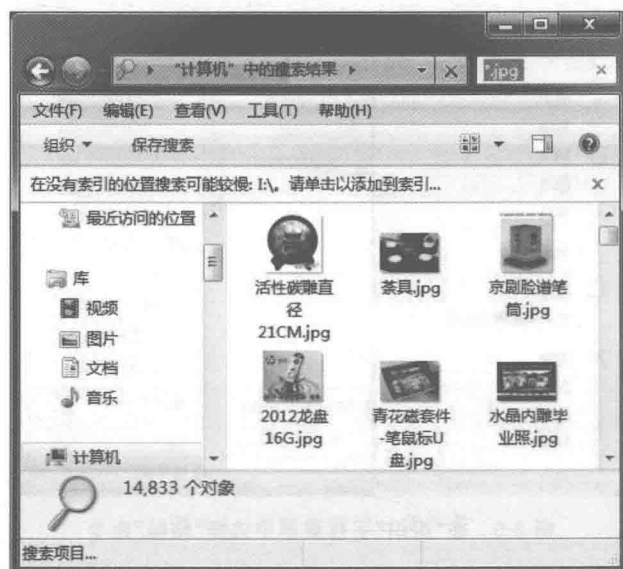 "计算机"中的搜索结果
*.jpg
文件(F) 编辑(E) 查看(V) 工具(T) 帮助(H)
组织 保存搜索
在没有索引的位置搜索可能较慢: I:\。请单击以添加到索引...
最近访问的位置
库
视频
图片
文档
音乐
计算机
活性碳雕直
径
21CM.jpg
茶具.jpg
京剧脸谱笔
筒.jpg
2012龙盘
16G.jpg
青花磁套件
-笔鼠标U
盘.jpg
水晶内雕毕
业照.jpg
14,833 个对象
搜索项目...